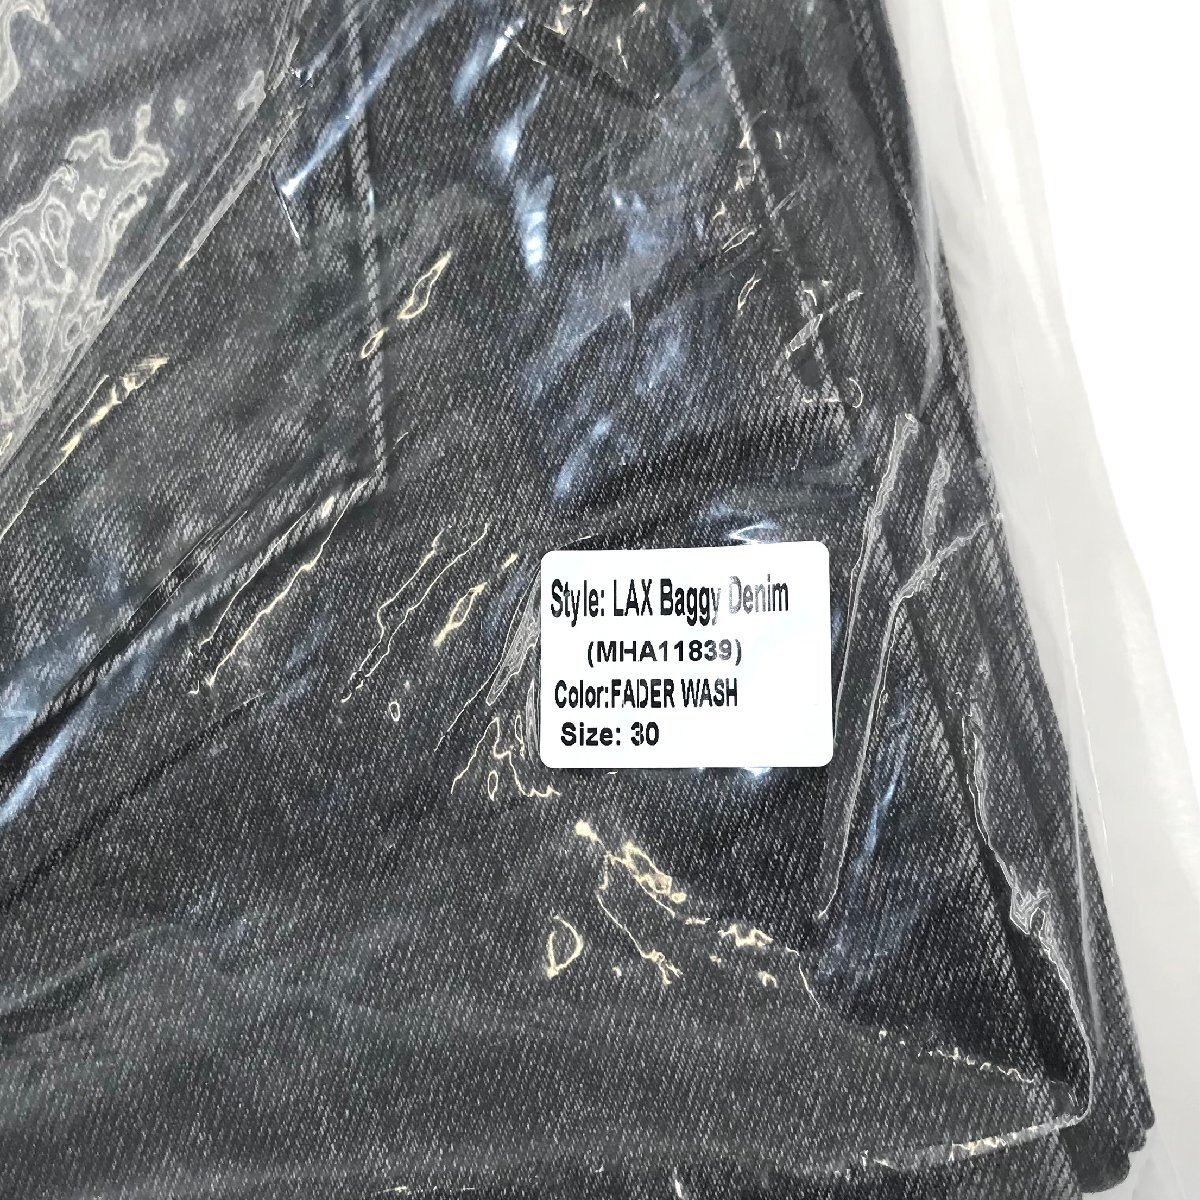 Style: LAX Baggy Denim
(MHA11839)
Color:FADER WASH
Size: 30